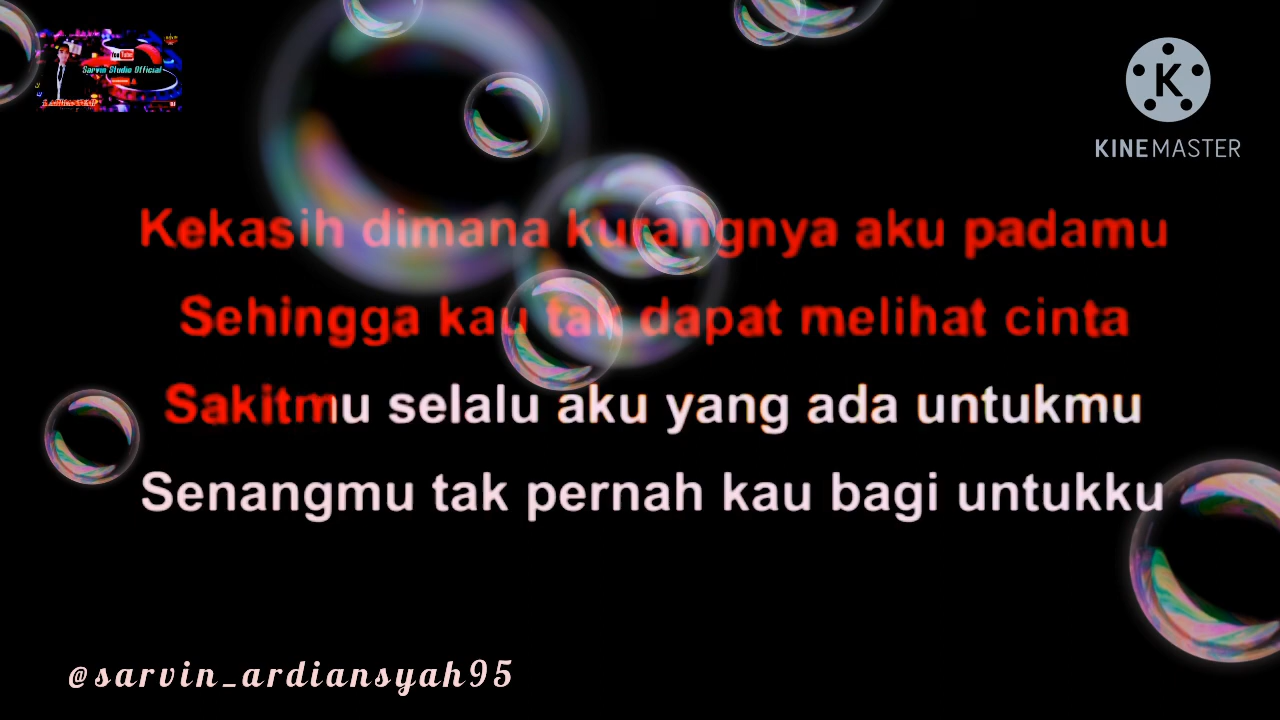 YouTube
Sarvin Studio Official
KINEMASTER
Kekasih dimana kurangnya aku padamu
Sehingga kau tak dapat melihat cinta
Sakitmu selalu aku yang ada untukmu
Senangmu tak pernah kau bagi untukku
@sarvin_ardiansyah95